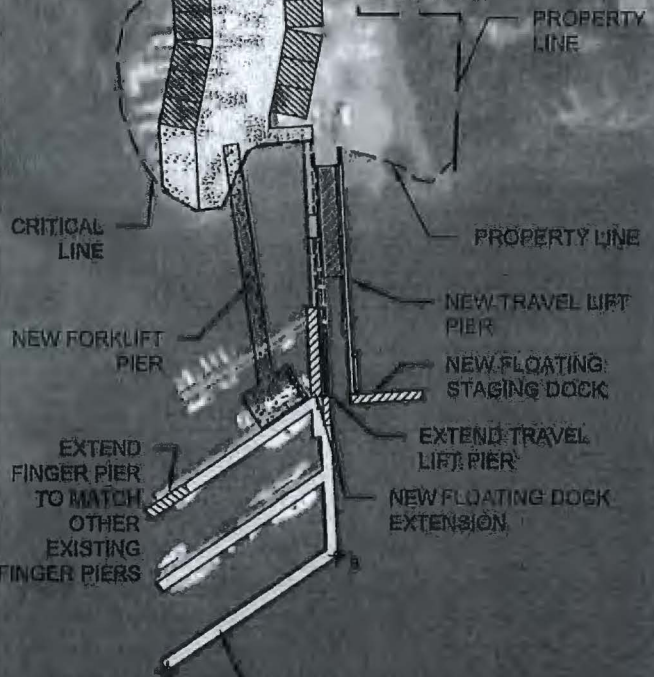 PROPERTY
LINE
CRITICAL
LINE
PROPERTY LINE
NEW TRAVEL LIFT
PIER
NEW FORKLIFT
PIER
NEW FLOATING
STAGING DOCK
EXTEND TRAVEL
LIFT PIER
EXTEND
FINGER PIER
TO MATCH
OTHER
EXISTING
FINGER PIERS
NEW FLOATING DOCK
EXTENSION